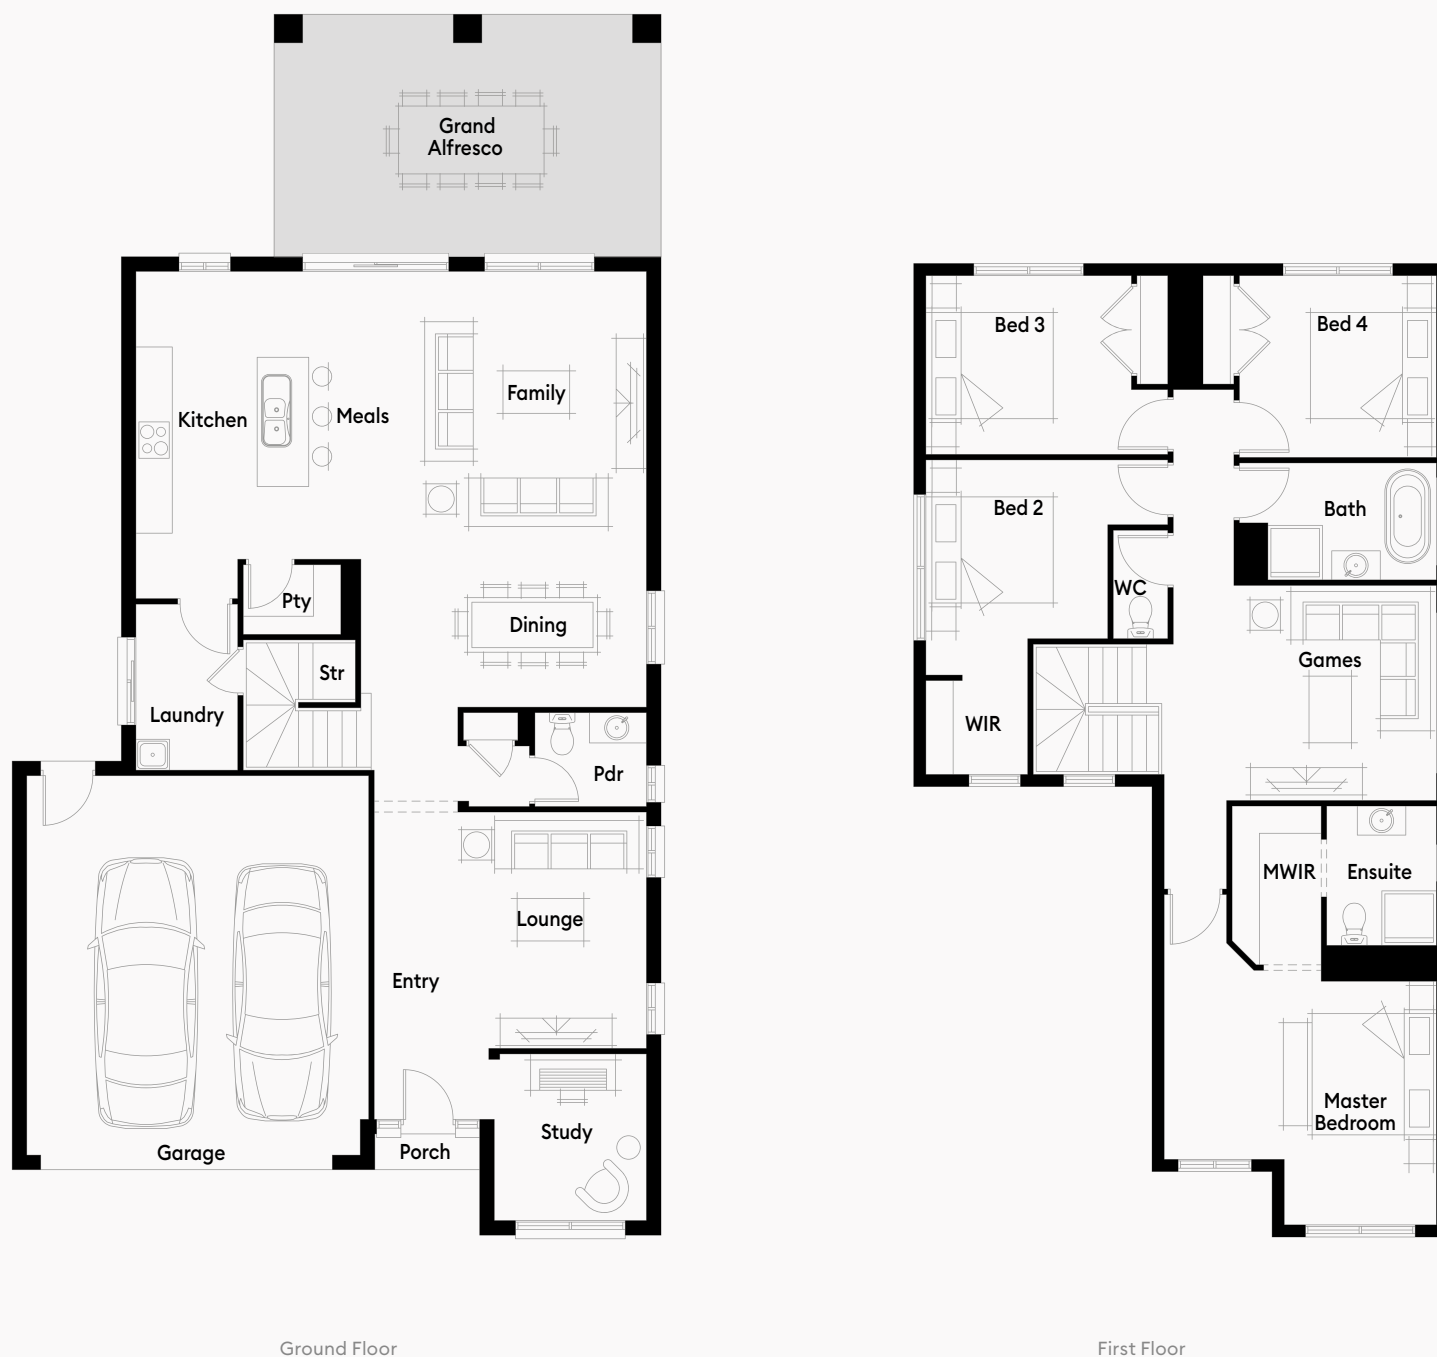 Grand
Alfresco
Kitchen
Meals
Family
Pty
Dining
Str
Laundry
Pdr
Lounge
Entry
Study
Garage
Porch
Ground Floor
Bed 3
Bed 4
Bed 2
Bath
WC
Games
WIR
MWIR
Ensuite
Master
Bedroom
First Floor